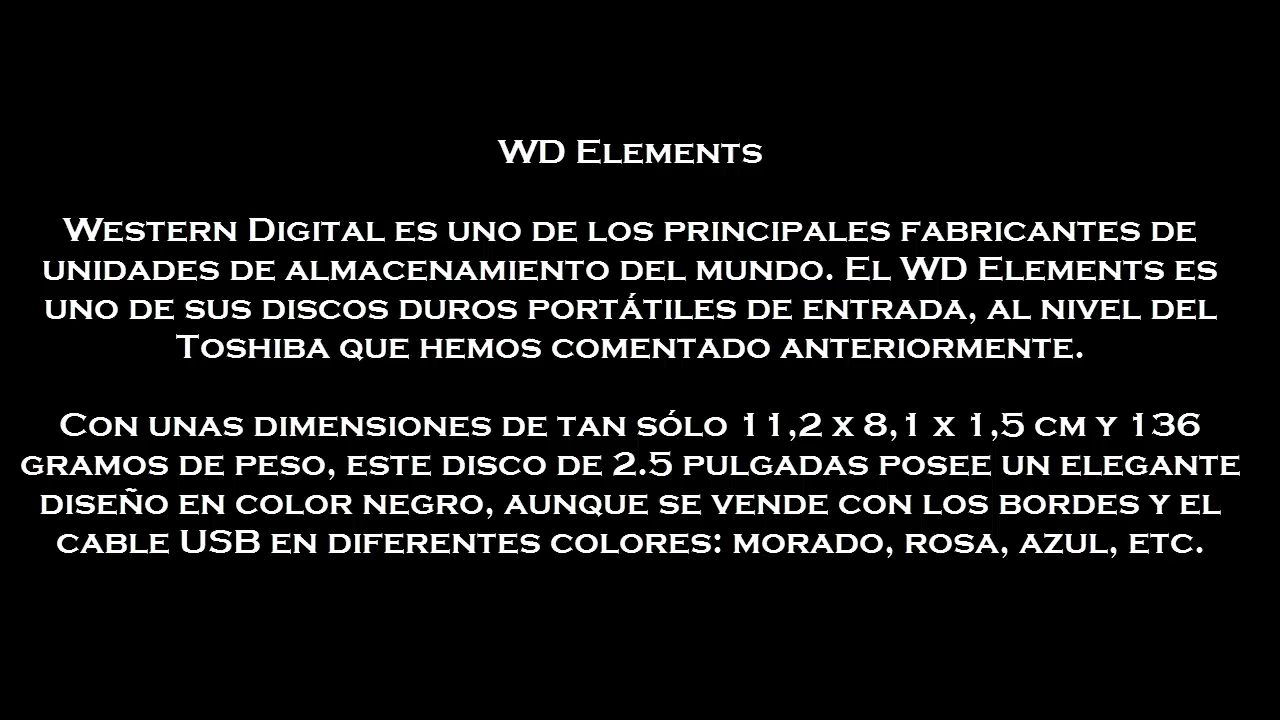 WD Elements
Western Digital es uno de los principales fabricantes de
unidades de almacenamiento del mundo. El WD Elements es
uno de sus discos duros portátiles de entrada, al nivel del
Toshiba que hemos comentado anteriormente.
Con unas dimensiones de tan sólo 11,2 x 8,1 x 1,5 cm y 136
gramos de peso, este disco de 2.5 pulgadas posee un elegante
diseño en color negro, aunque se vende con los bordes y el
cable USB en diferentes colores: morado, rosa, azul, etc.